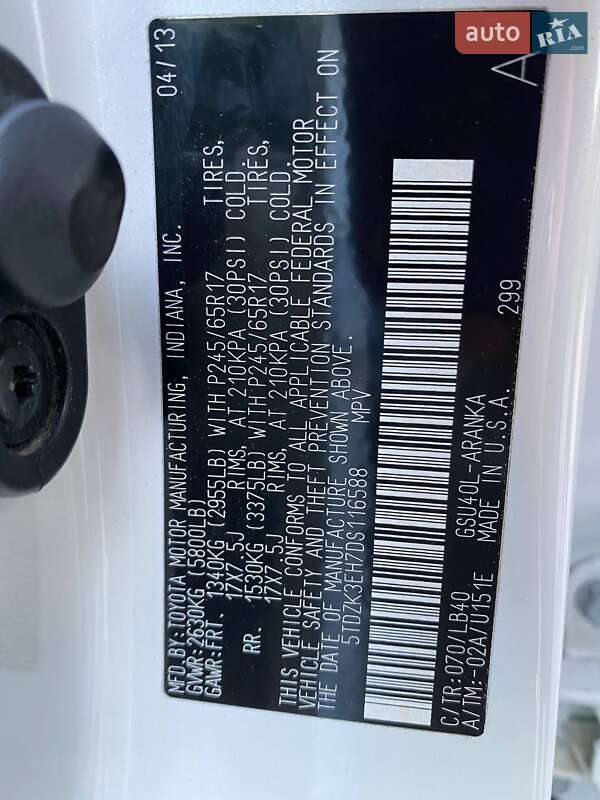 MFD.BY:TOYOTA MOTOR MANUFACTURING, INDIANA, INC. 04/13
GVWR:2630KG (5800LB)
GAWR:FRT. 1340KG (2955LB) WITH P245/65R17 TIRES,
17X7.5J RIMS, AT 210KPA (30PSI) COLD.
RR. 1530KG (3375LB) WITH P245/65R17 TIRES,
17X7.5J RIMS, AT 210KPA (30PSI) COLD.
THIS VEHICLE CONFORMS TO ALL APPLICABLE FEDERAL MOTOR
VEHICLE SAFETY AND THEFT PREVENTION STANDARDS IN EFFECT ON
THE DATE OF MANUFACTURE SHOWN ABOVE.
5TDZK3EH7DS116588 MPV
C/TR:070/LB40 GSU40L-ARANKA 299 A
A/TM:-02A/U151E MADE IN U.S.A.
auto RIA.com